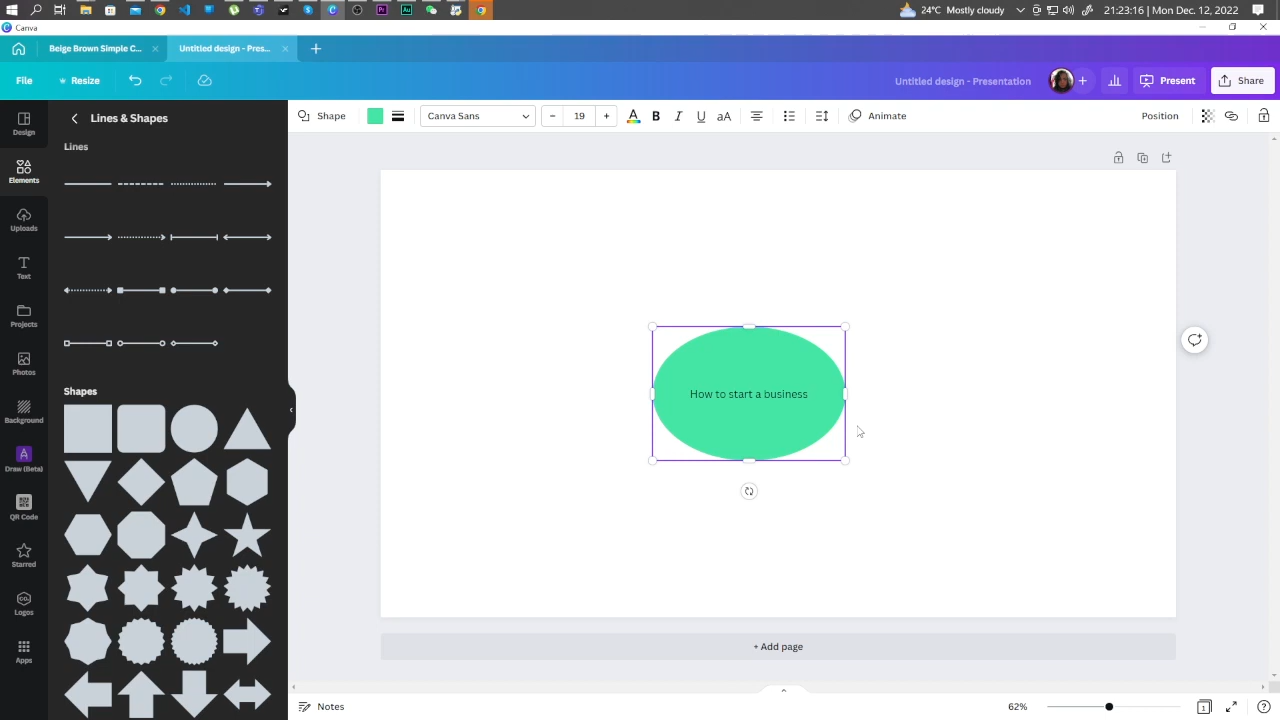 24°C Mostly cloudy
21:23:16 | Mon Dec, 12, 2022
Canva
Beige Brown Simple C...
Untitled design - Pres...
File
Resize
Untitled design - Presentation
Present
Share
Design
Elements
Uploads
Text
Projects
Photos
Background
Draw (Beta)
QR Code
Starred
Logos
Apps
Lines & Shapes
Lines
Shapes
Shape
Canva Sans
19
B
I
U
aA
Animate
Position
How to start a business
+ Add page
Notes
62%
1